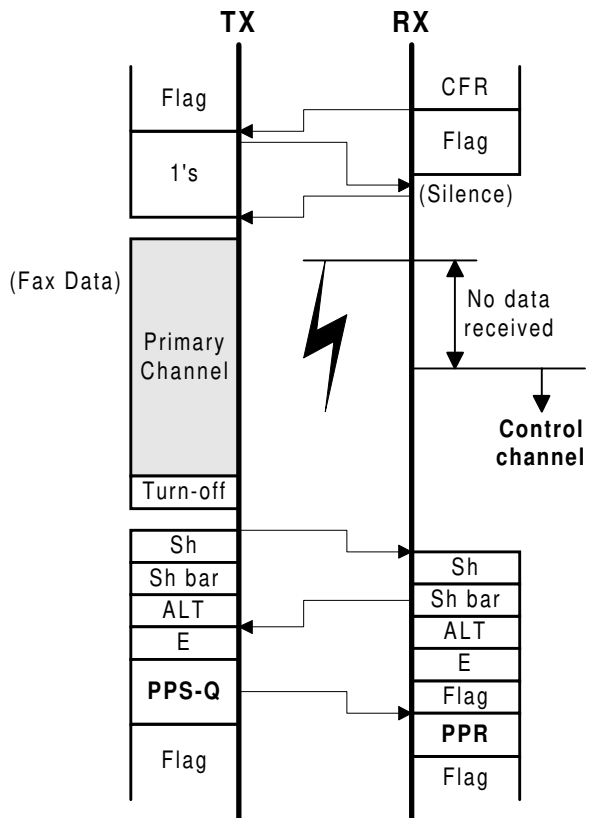 TX
RX
Flag
CFR
Flag
1's
(Silence)
(Fax Data)
No data
received
Primary
Channel
Control
channel
Turn-off
Sh
Sh
Sh bar
Sh bar
ALT
ALT
E
E
PPS-Q
Flag
PPR
Flag
Flag